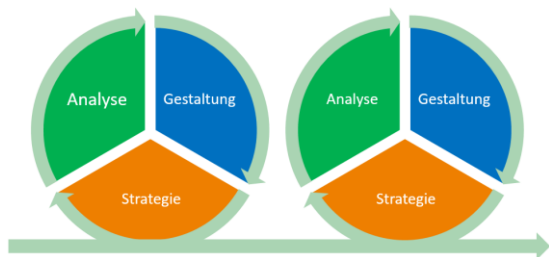 Analyse
Gestaltung
Strategie
Analyse
Gestaltung
Strategie